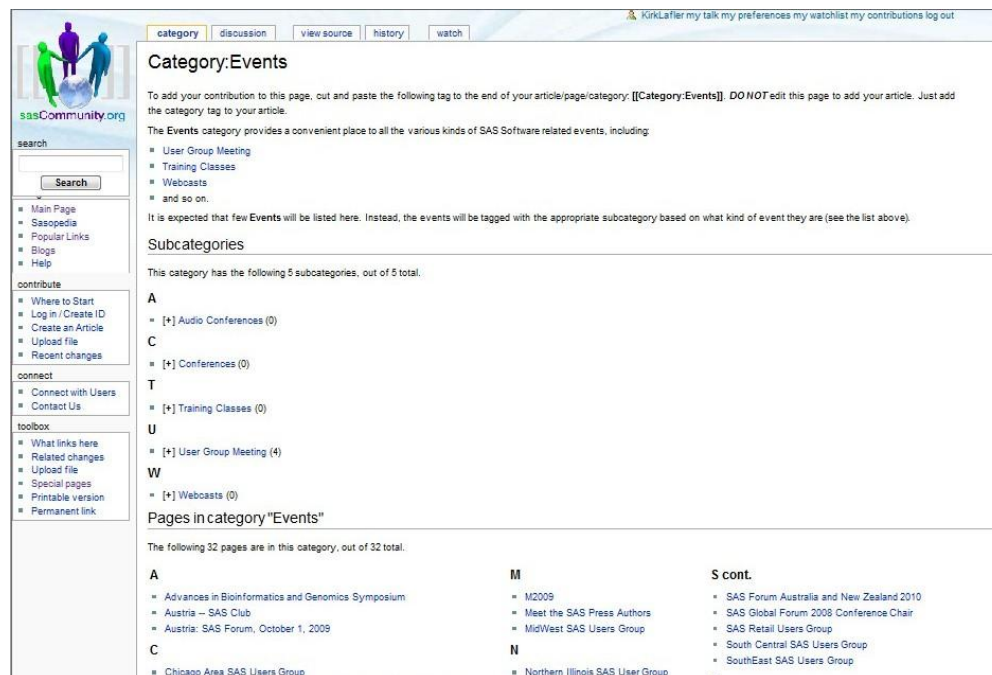 KirkLafler my talk my preferences my watchlist my contributions log out
category discussion view source history watch
sasCommunity.org
search
Search
Main Page
Sasopedia
Popular Links
Blogs
Help
contribute
Where to Start
Log in / Create ID
Create an Article
Upload file
Recent changes
connect
Connect with Users
Contact Us
toolbox
What links here
Related changes
Upload file
Special pages
Printable version
Permanent link
Category:Events
To add your contribution to this page, cut and paste the following tag to the end of your article/page/category: [[Category:Events]]. DO NOT edit this page to add your article. Just add
the category tag to your article.
The Events category provides a convenient place to all the various kinds of SAS Software related events, including:
User Group Meeting
Training Classes
Webcasts
and so on.
It is expected that few Events will be listed here. Instead, the events will be tagged with the appropriate subcategory based on what kind of event they are (see the list above).
Subcategories
This category has the following 5 subcategories, out of 5 total.
A
[+] Audio Conferences (0)
C
[+] Conferences (0)
T
[+] Training Classes (0)
U
[+] User Group Meeting (4)
W
[+] Webcasts (0)
Pages in category "Events"
The following 32 pages are in this category, out of 32 total.
A
Advances in Bioinformatics and Genomics Symposium
Austria -- SAS Club
Austria: SAS Forum, October 1, 2009
C
Chicago Area SAS Users Group
M
M2009
Meet the SAS Press Authors
MidWest SAS Users Group
N
Northern Illinois SAS User Group
S cont.
SAS Forum Australia and New Zealand 2010
SAS Global Forum 2008 Conference Chair
SAS Retail Users Group
South Central SAS Users Group
SouthEast SAS Users Group